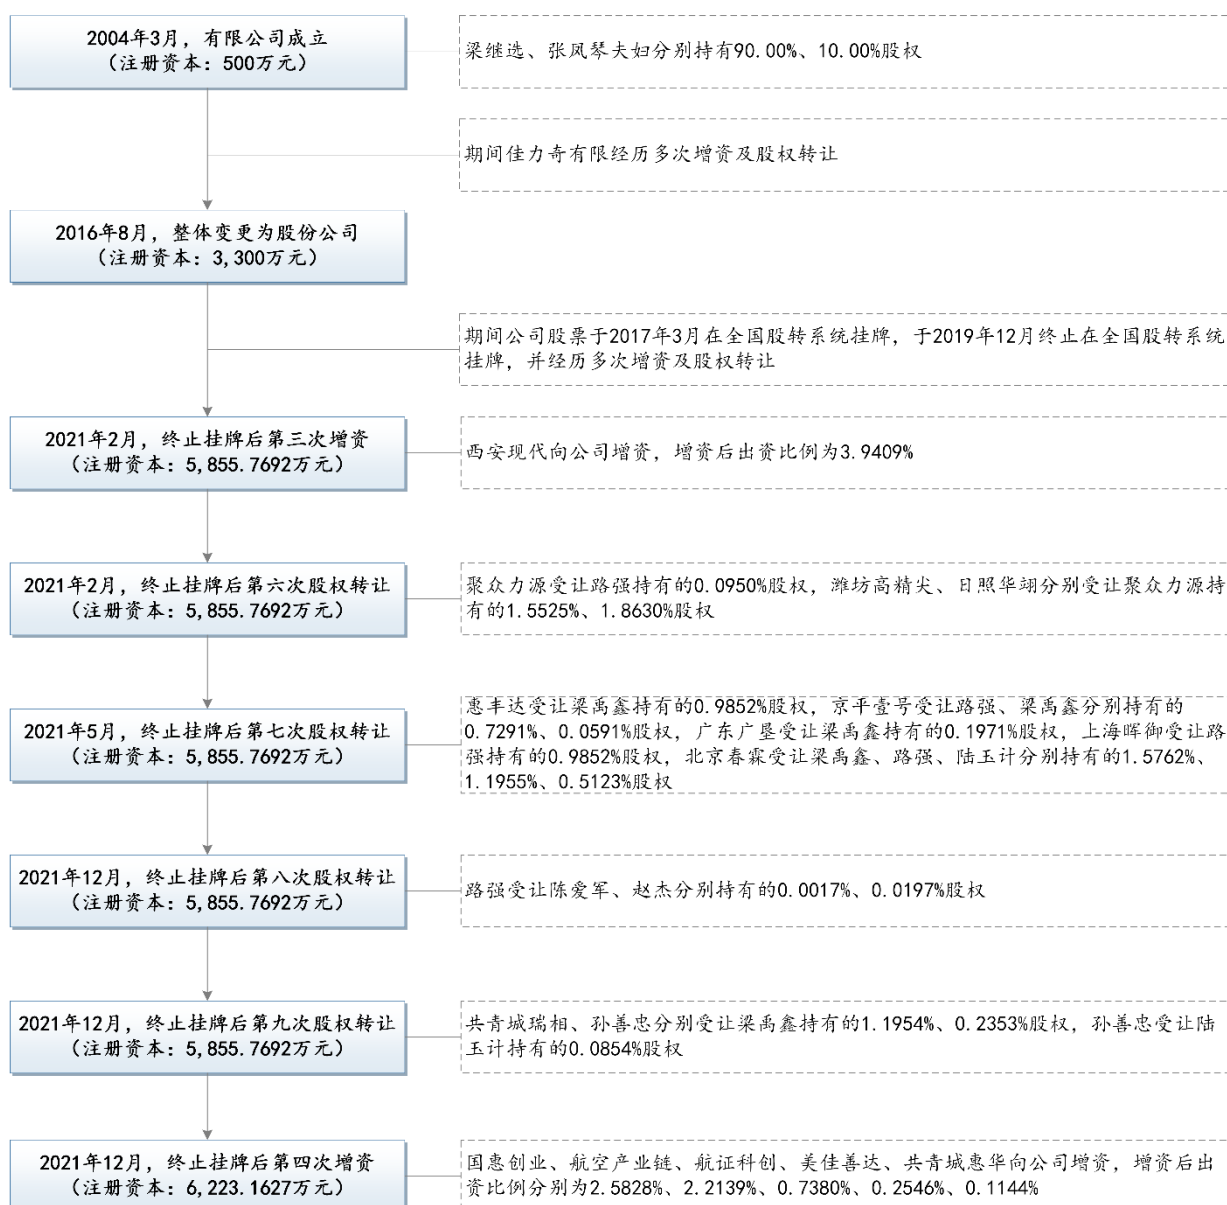 2004年3月，有限公司成立
（注册资本：500万元）
梁继选、张凤琴夫妇分别持有90.00%、10.00%股权
期间佳力奇有限经历多次增资及股权转让
2016年8月，整体变更为股份公司
（注册资本：3,300万元）
期间公司股票于2017年3月在全国股转系统挂牌，于2019年12月终止在全国股转系统
挂牌，并经历多次增资及股权转让
2021年2月，终止挂牌后第三次增资
（注册资本：5,855.7692万元）
西安现代向公司增资，增资后出资比例为3.9409%
2021年2月，终止挂牌后第六次股权转让
（注册资本：5,855.7692万元）
聚众力源受让路强持有的0.0950%股权，潍坊高精尖、日照华翊分别受让聚众力源持
有的1.5525%、1.8630%股权
2021年5月，终止挂牌后第七次股权转让
（注册资本：5,855.7692万元）
惠丰达受让梁禹鑫持有的0.9852%股权，京平壹号受让路强、梁禹鑫分别持有的
0.7291%、0.0591%股权，广东广垦受让梁禹鑫持有的0.1971%股权，上海晖御受让路
强持有的0.9852%股权，北京春霖受让梁禹鑫、路强、陆玉计分别持有的1.5762%、
1.1955%、0.5123%股权
2021年12月，终止挂牌后第八次股权转让
（注册资本：5,855.7692万元）
路强受让陈爱军、赵杰分别持有的0.0017%、0.0197%股权
2021年12月，终止挂牌后第九次股权转让
（注册资本：5,855.7692万元）
共青城瑞相、孙善忠分别受让梁禹鑫持有的1.1954%、0.2353%股权，孙善忠受让陆
玉计持有的0.0854%股权
2021年12月，终止挂牌后第四次增资
（注册资本：6,223.1627万元）
国惠创业、航空产业链、航证科创、美佳善达、共青城惠华向公司增资，增资后出
资比例分别为2.5828%、2.2139%、0.7380%、0.2546%、0.1144%